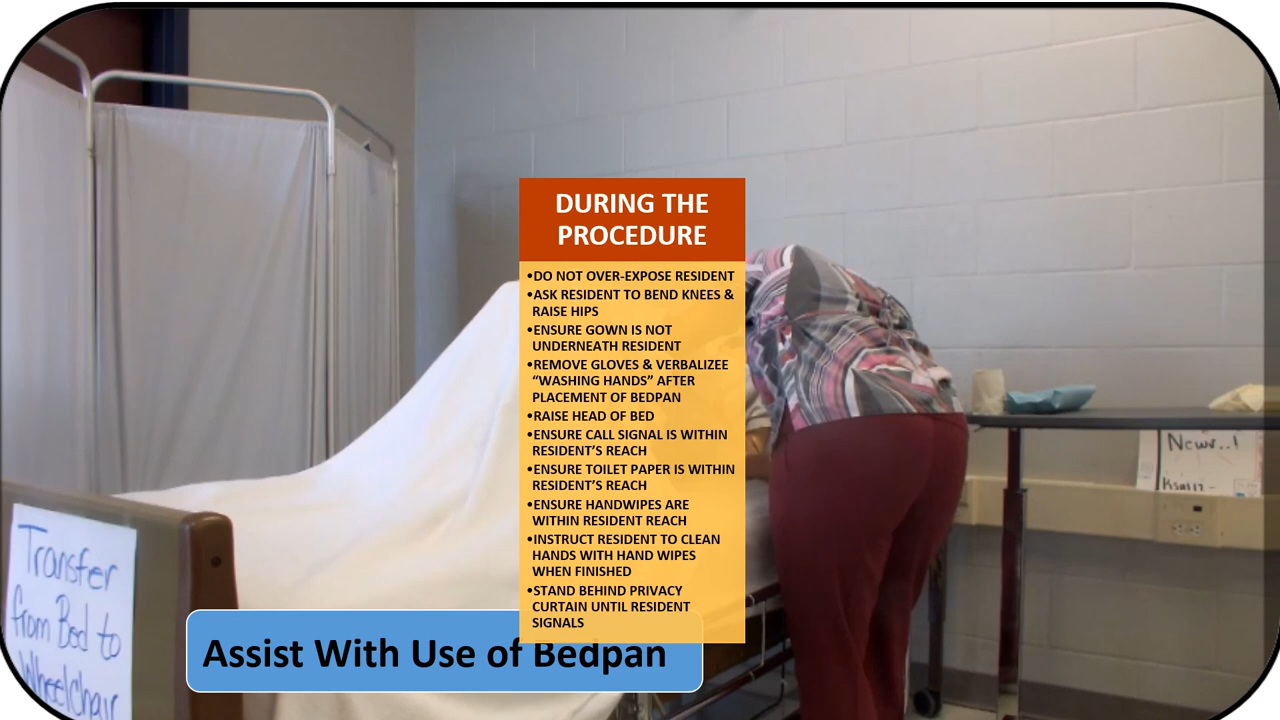 DURING THE
PROCEDURE
•DO NOT OVER-EXPOSE RESIDENT
•ASK RESIDENT TO BEND KNEES &
RAISE HIPS
•ENSURE GOWN IS NOT
UNDERNEATH RESIDENT
•REMOVE GLOVES & VERBALIZEE
“WASHING HANDS” AFTER
PLACEMENT OF BEDPAN
•RAISE HEAD OF BED
•ENSURE CALL SIGNAL IS WITHIN
RESIDENT’S REACH
•ENSURE TOILET PAPER IS WITHIN
RESIDENT’S REACH
•ENSURE HANDWIPES ARE
WITHIN RESIDENT REACH
•INSTRUCT RESIDENT TO CLEAN
HANDS WITH HAND WIPES
WHEN FINISHED
•STAND BEHIND PRIVACY
CURTAIN UNTIL RESIDENT
SIGNALS
Assist With Use of Bedpan
Transfer
from Bed to
Wheelchair